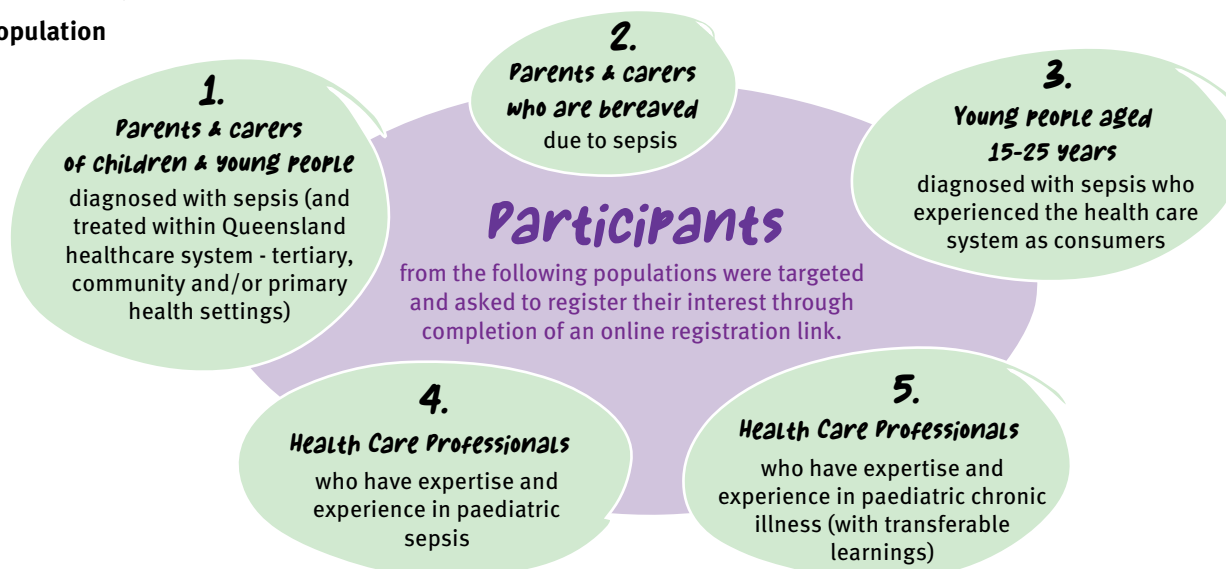 opulation
1.
Parents & carers
of children & young people
diagnosed with sepsis (and
treated within Queensland
healthcare system - tertiary,
community and/or primary
health settings)
2.
Parents & carers
who are bereaved
due to sepsis
3.
Young people aged
15-25 years
diagnosed with sepsis who
experienced the health care
system as consumers
Participants
from the following populations were targeted
and asked to register their interest through
completion of an online registration link.
4.
Health Care Professionals
who have expertise and
experience in paediatric
sepsis
5.
Health Care Professionals
who have expertise and
experience in paediatric chronic
illness (with transferable
learnings)